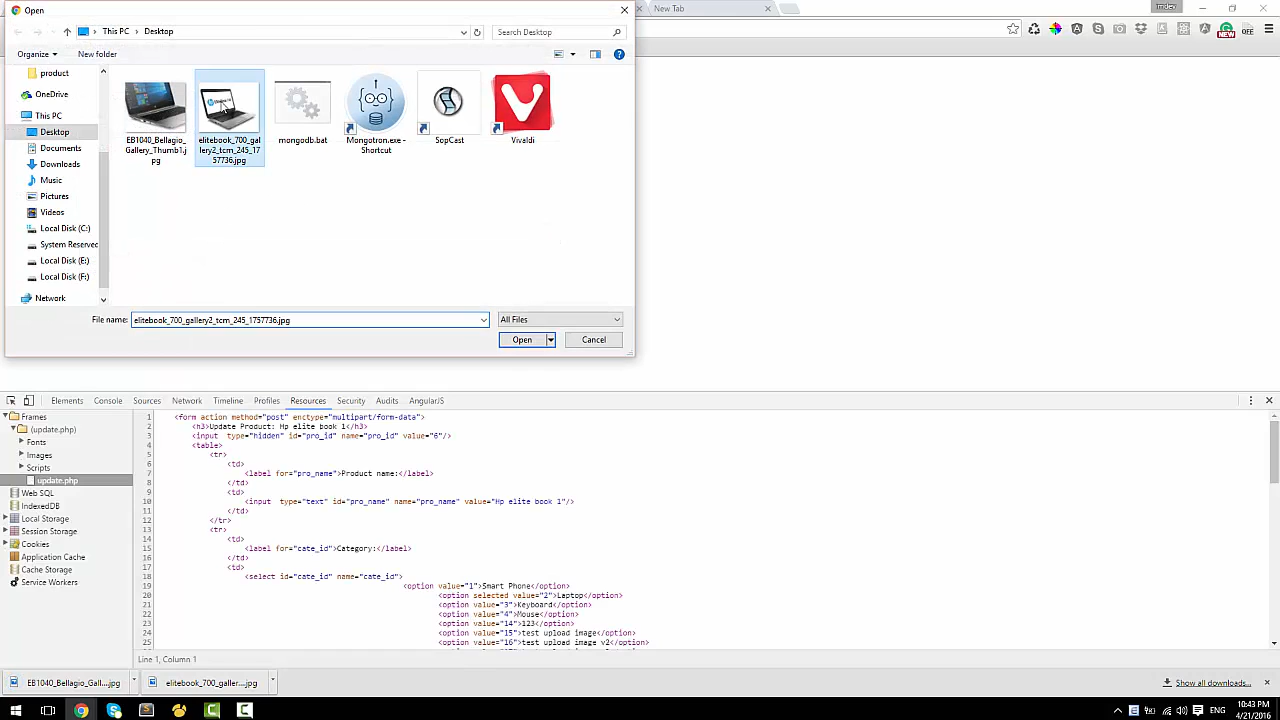 Open
New Tab
lmdev
This PC
Desktop
Search Desktop
Organize
New folder
product
OneDrive
This PC
Desktop
Documents
Downloads
Music
Pictures
Videos
Local Disk (C:)
System Reserved
Local Disk (E:)
Local Disk (F:)
Network
EB1040_Bellagio_
Gallery_Thumb1.j
pg
elitebook_700_gal
lery2_tcm_245_17
57736.jpg
mongodb.bat
Mongotron.exe -
Shortcut
SopCast
Vivaldi
NEW
OFF
File name:
elitebook_700_gallery2_tcm_245_1757736.jpg
All Files
Open
Cancel
Elements
Console
Sources
Network
Timeline
Profiles
Resources
Security
Audits
AngularJS
Frames
(update.php)
Fonts
Images
Scripts
update.php
Web SQL
IndexedDB
Local Storage
Session Storage
Cookies
Application Cache
Cache Storage
Service Workers
1 <form action method="post" enctype="multipart/form-data">
2 <h3>Update Product: Hp elite book 1</h3>
3 <input type="hidden" id="pro_id" name="pro_id" value="6"/>
4 <table>
5 <tr>
6 <td>
7 <label for="pro_name">Product name:</label>
8 </td>
9 <td>
10 <input type="text" id="pro_name" name="pro_name" value="Hp elite book 1"/>
11 </td>
12 </tr>
13 <tr>
14 <td>
15 <label for="cate_id">Category:</label>
16 </td>
17 <td>
18 <select id="cate_id" name="cate_id">
19 <option value="1">Smart Phone</option>
20 <option selected value="2">Laptop</option>
21 <option value="3">Keyboard</option>
22 <option value="4">Mouse</option>
23 <option value="14">123</option>
24 <option value="15">test upload image</option>
25 <option value="16">test upload image v2</option>
Line 1, Column 1
EB1040_Bellagio_Gall....jpg
elitebook_700_galler....jpg
Show all downloads...
ENG
10:43 PM
4/21/2016